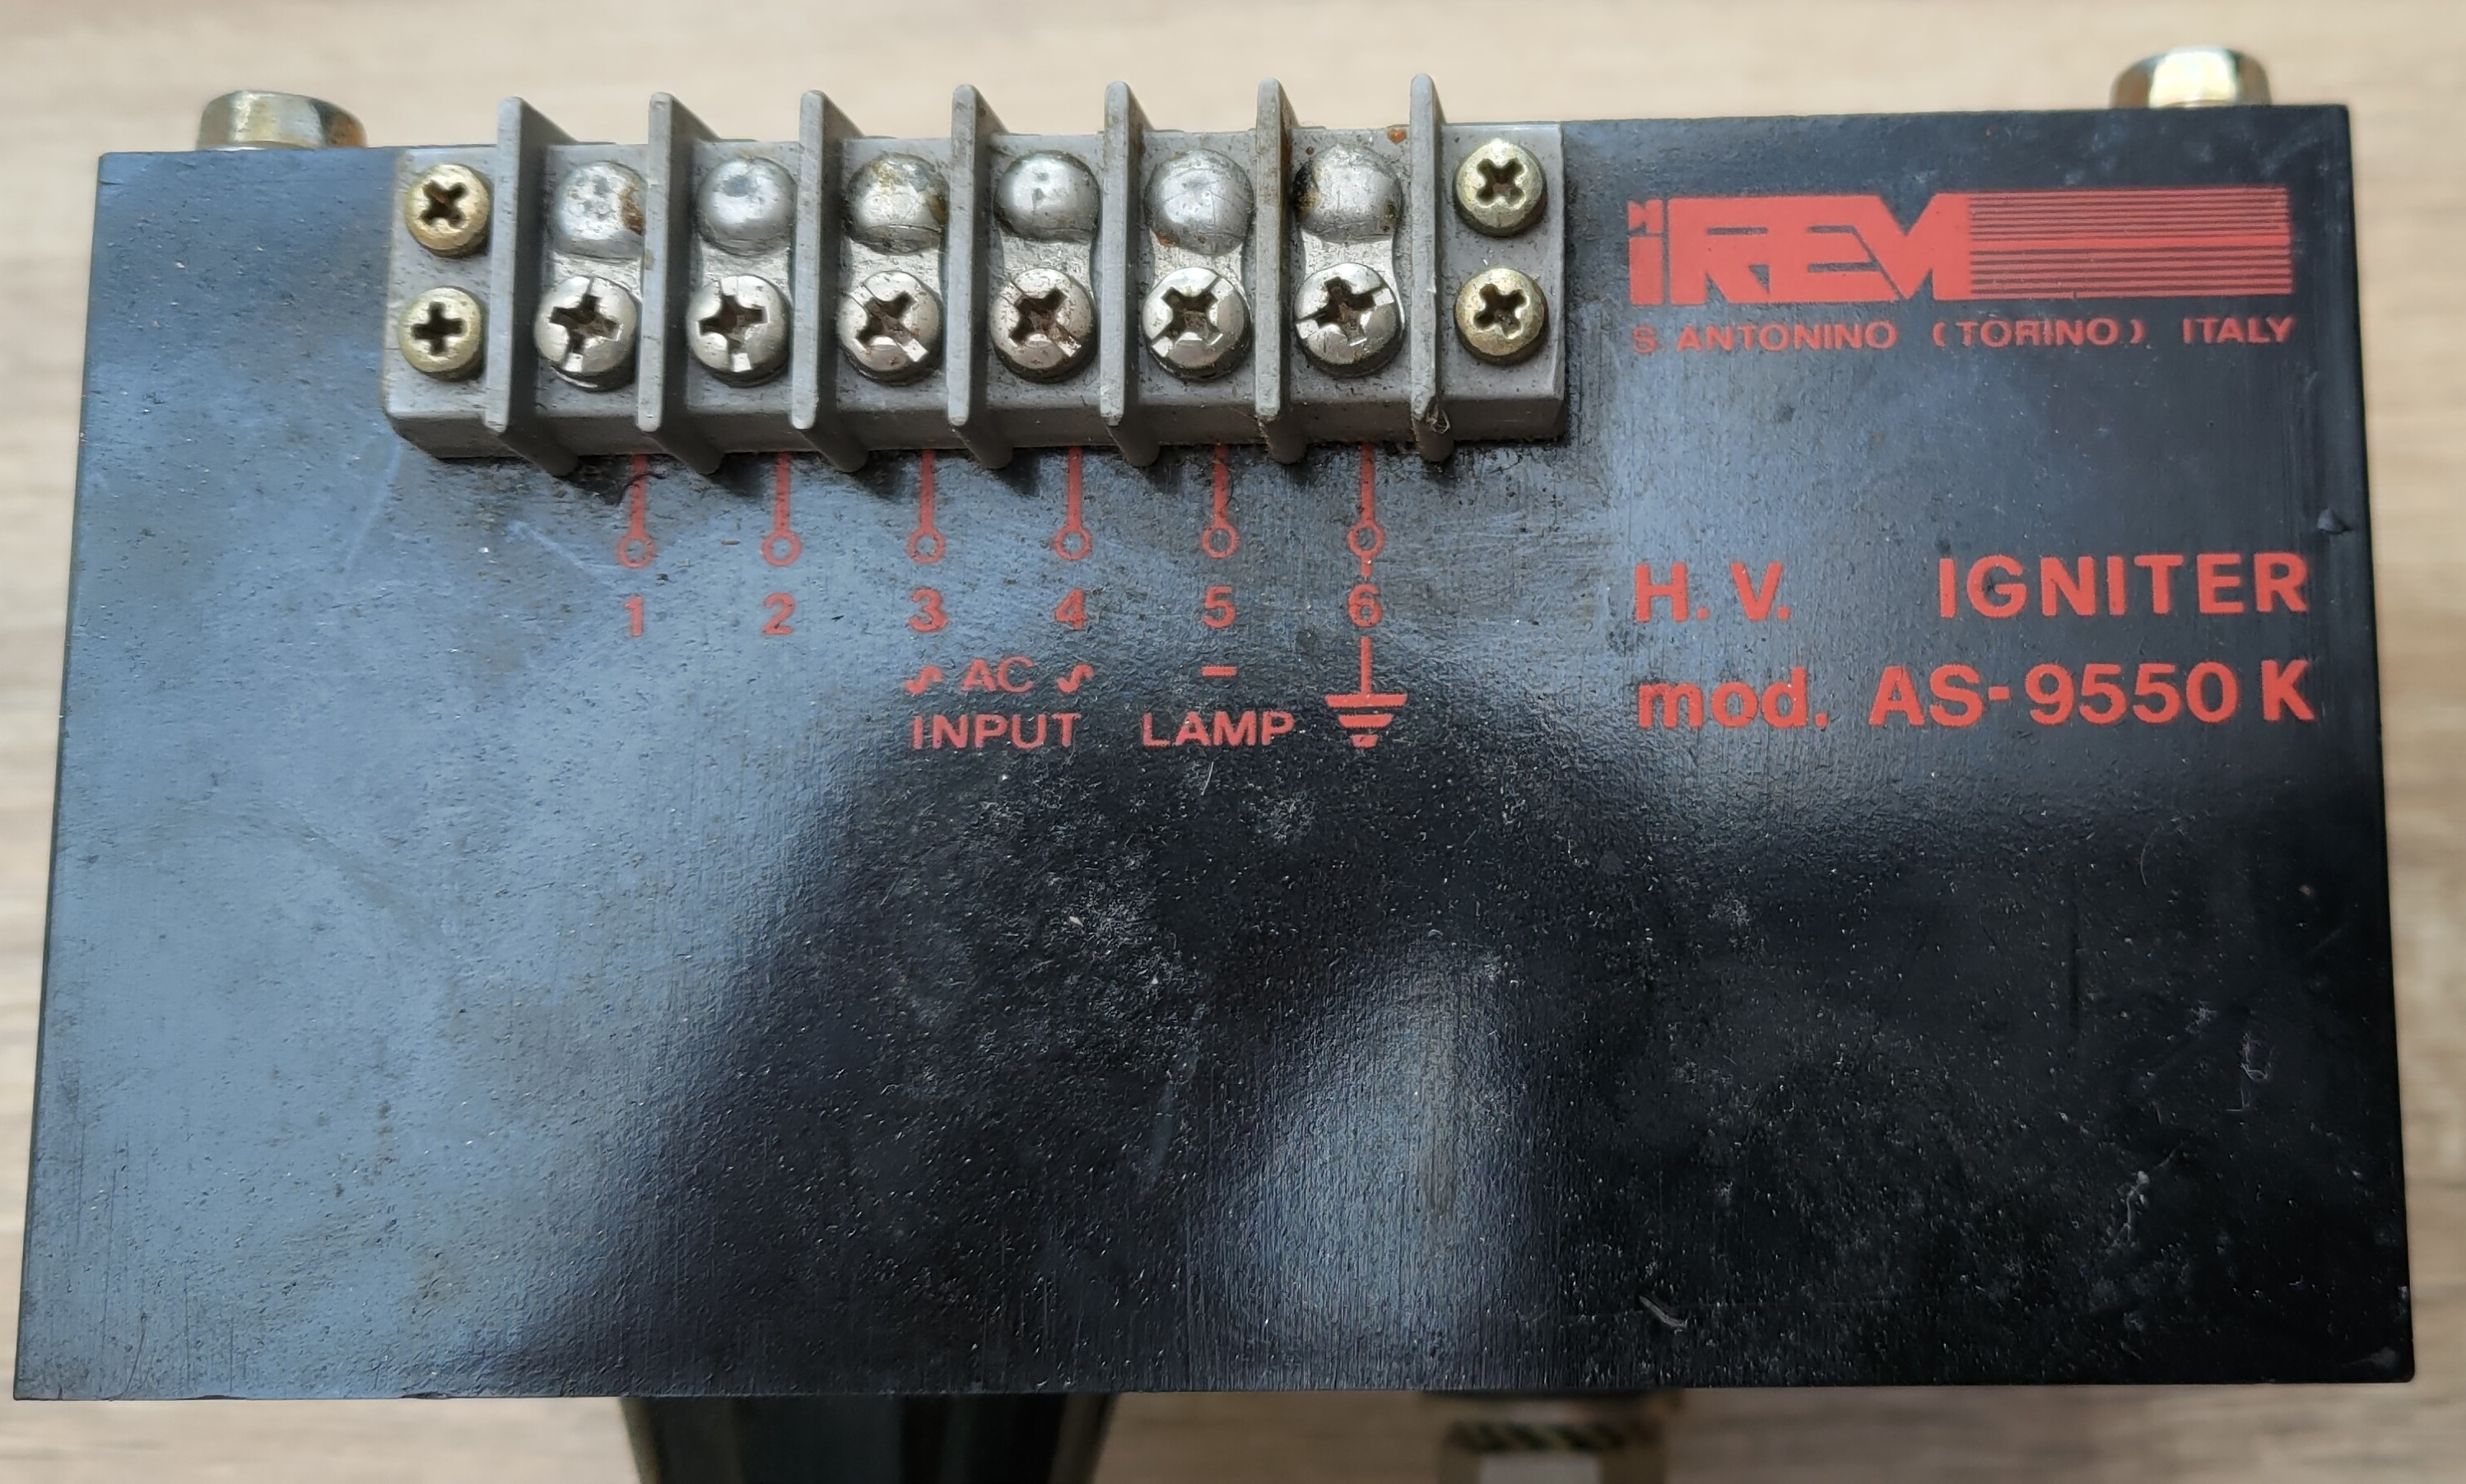 IREM
S. ANTONINO (TORINO) ITALY
H. V. IGNITER
mod. AS-9550 K
1 2 3 4 5 6
AC –
INPUT LAMP